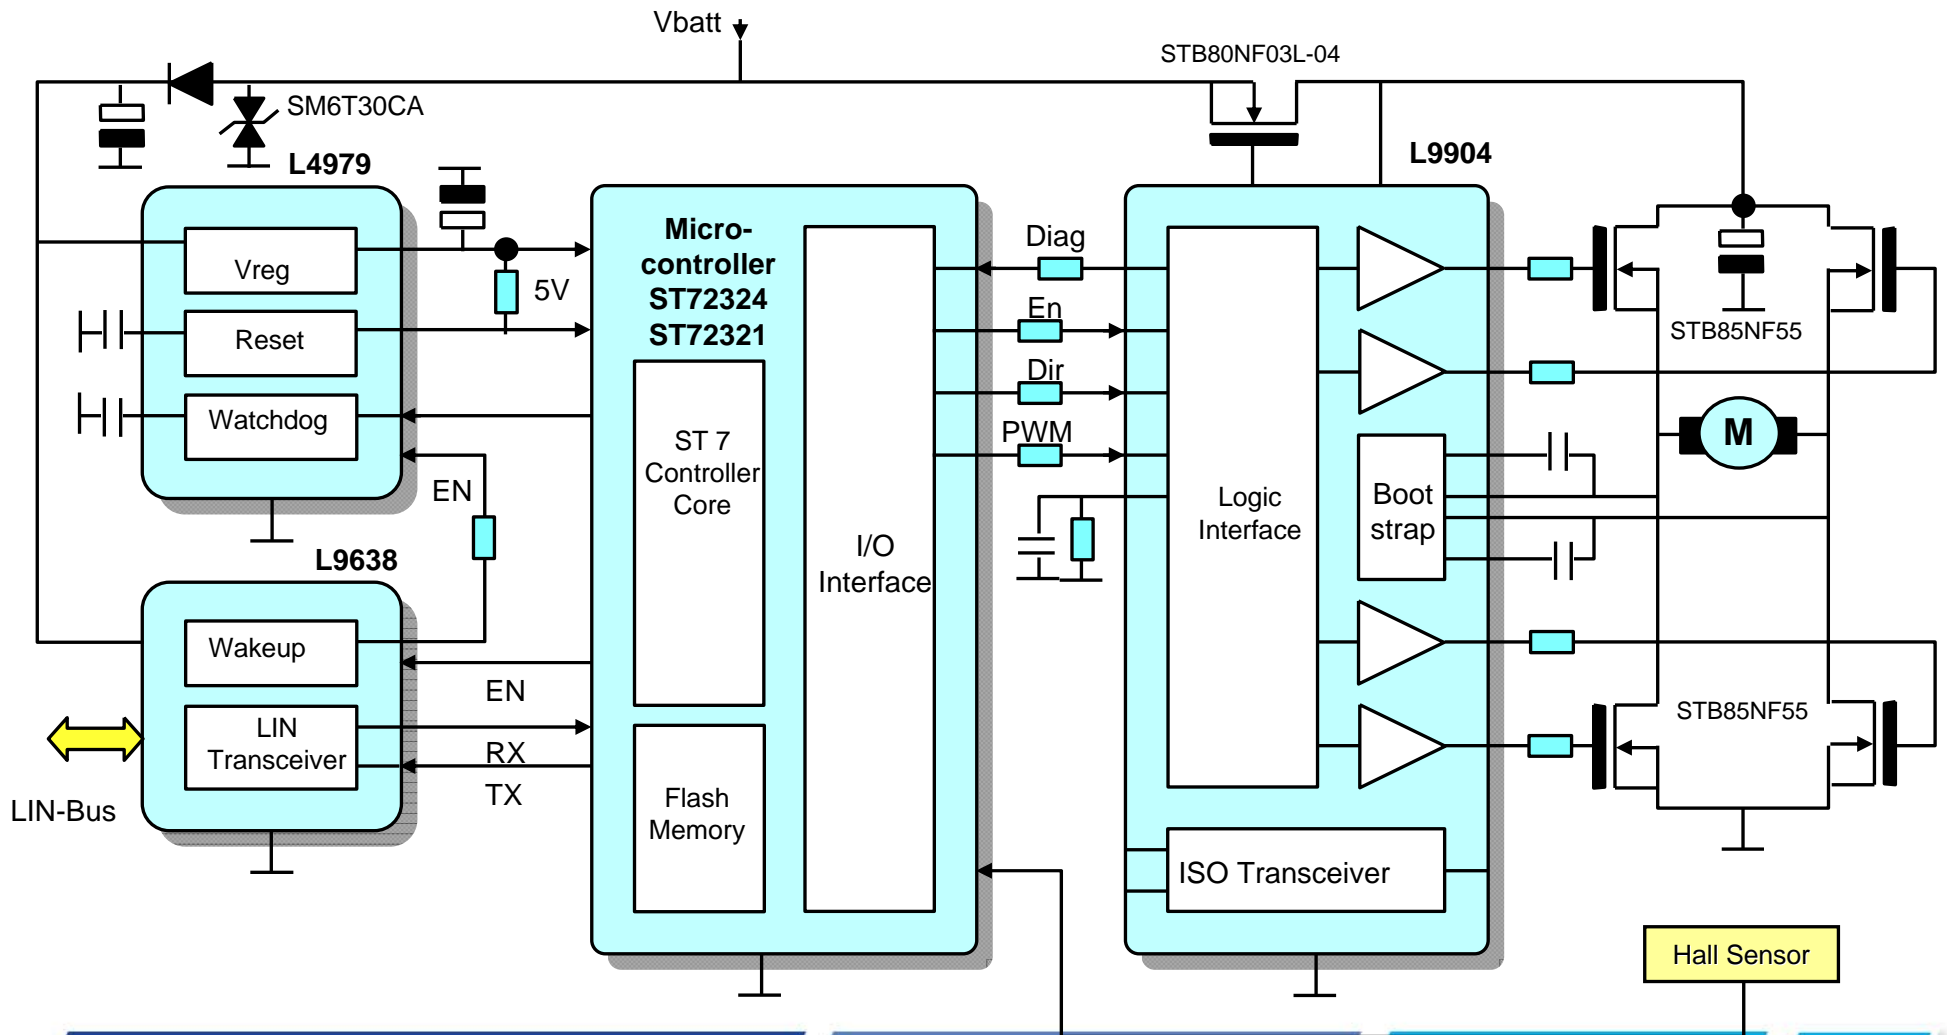 Vbatt
STB80NF03L-04
SM6T30CA
L4979
L9904
Micro-
controller
ST72324
ST72321
Vreg
5V
Reset
Watchdog
EN
L9638
Wakeup
EN
LIN
Transceiver
RX
TX
LIN-Bus
ST 7
Controller
Core
Flash
Memory
I/O
Interface
Diag
En
Dir
PWM
Logic
Interface
Boot
strap
ISO Transceiver
STB85NF55
M
STB85NF55
Hall Sensor